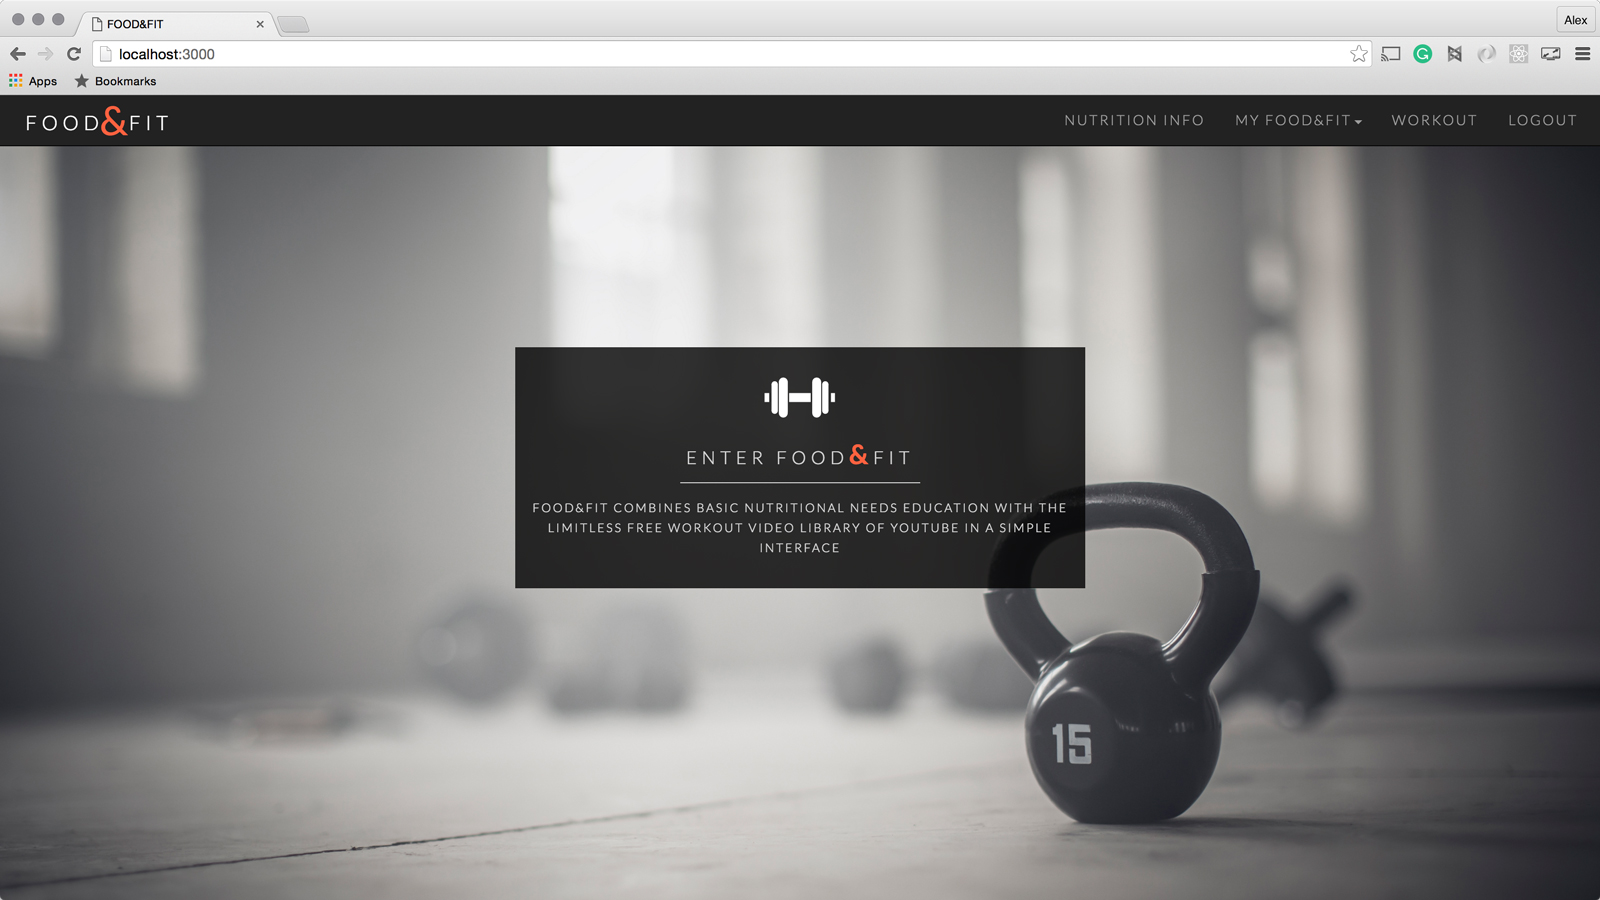 FOOD&FIT
Alex
localhost:3000
Apps Bookmarks
FOOD&FIT NUTRITION INFO MY FOOD&FIT WORKOUT LOGOUT
ENTER FOOD&FIT
FOOD&FIT COMBINES BASIC NUTRITIONAL NEEDS EDUCATION WITH THE
LIMITLESS FREE WORKOUT VIDEO LIBRARY OF YOUTUBE IN A SIMPLE
INTERFACE
15